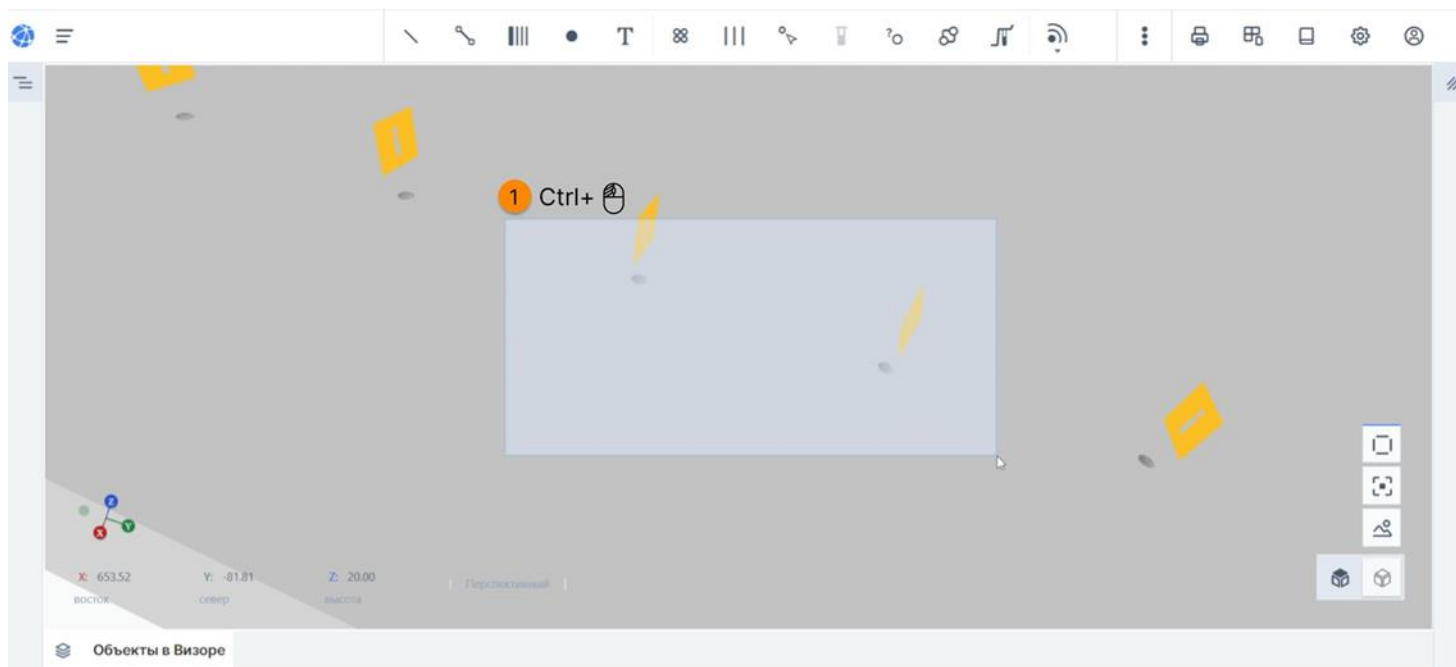 T
?
1 Ctrl+
Z
X Y
X: 653.52 Y: -81.81 Z: 20.00
восток север высота
Перспективный
Объекты в Визоре